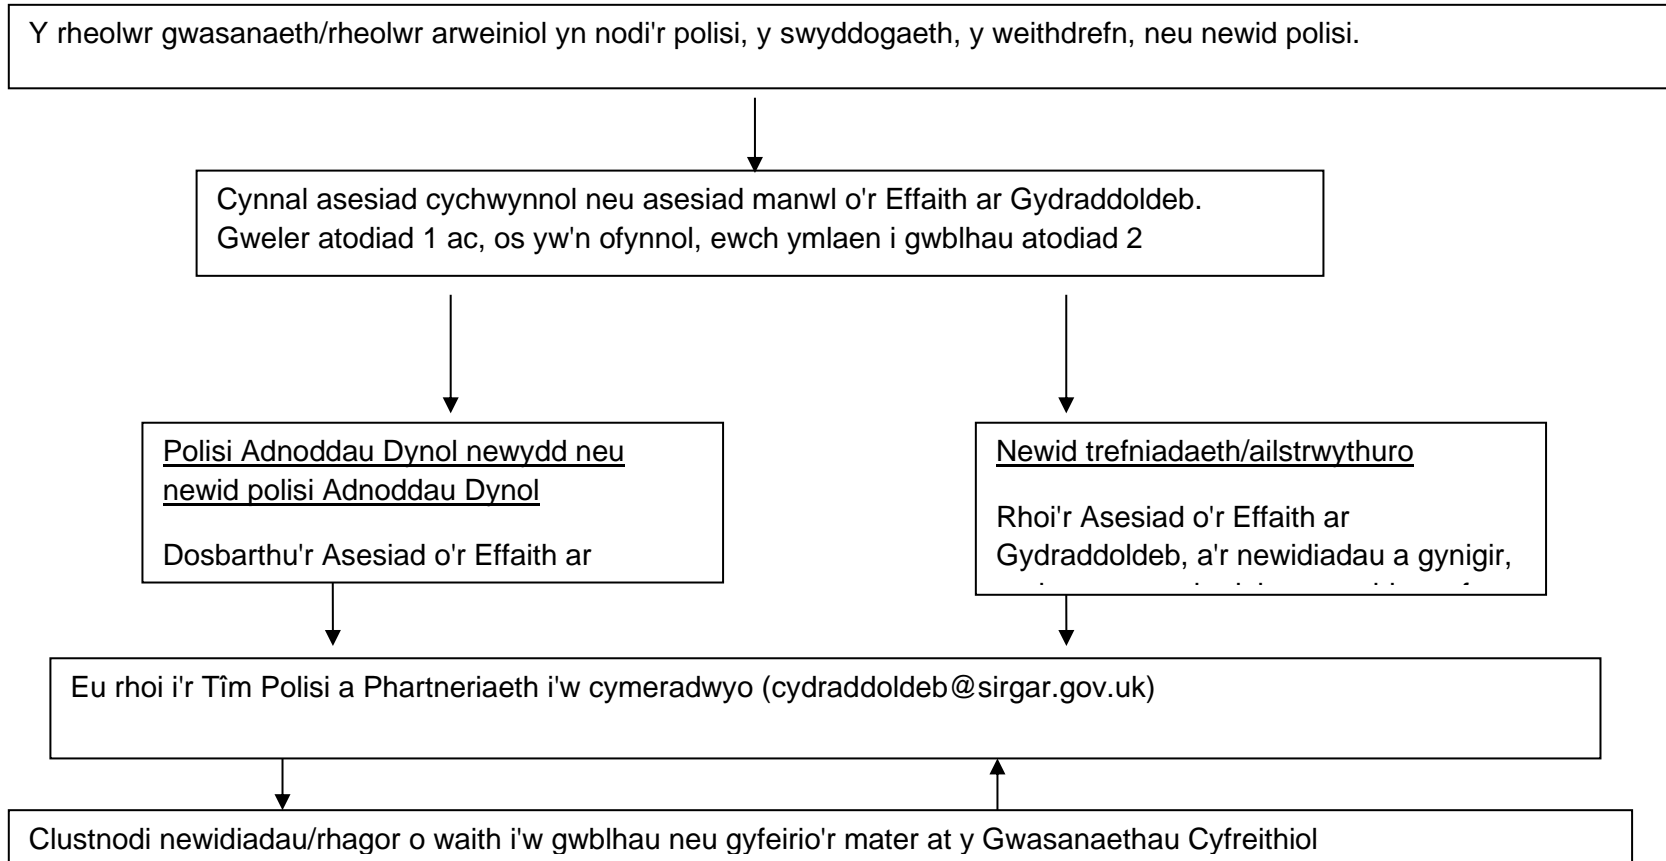 Y rheolwr gwasanaeth/rheolwr arweiniol yn nodi'r polisi, y swyddogaeth, y weithdrefn, neu newid polisi.
Cynnal asesiad cychwynnol neu asesiad manwl o'r Effaith ar Gydraddoldeb.
Gweler atodiad 1 ac, os yw'n ofynnol, ewch ymlaen i gwblhau atodiad 2
Polisi Adnoddau Dynol newydd neu
newid polisi Adnoddau Dynol
Dosbarthu'r Asesiad o'r Effaith ar
Newid trefniadaeth/ailstrwythuro
Rhoi'r Asesiad o'r Effaith ar
Gydraddoldeb, a'r newidiadau a gynigir,
Eu rhoi i'r Tîm Polisi a Phartneriaeth i'w cymeradwyo (cydraddoldeb@sirgar.gov.uk)
Clustnodi newidiadau/rhagor o waith i'w gwblhau neu gyfeirio'r mater at y Gwasanaethau Cyfreithiol